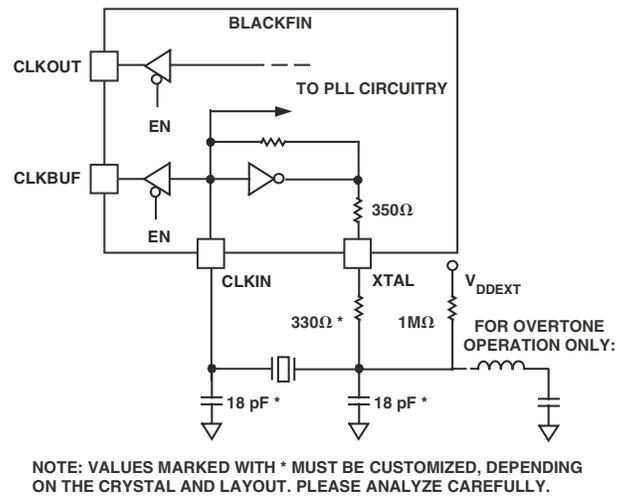 BLACKFIN
CLKOUT
TO PLL CIRCUITRY
EN
CLKBUF
350Ω
EN
CLKIN
XTAL
V_DDEXT
330Ω *
1MΩ
FOR OVERTONE
OPERATION ONLY:
18 pF *
18 pF *
NOTE: VALUES MARKED WITH * MUST BE CUSTOMIZED, DEPENDING
ON THE CRYSTAL AND LAYOUT. PLEASE ANALYZE CAREFULLY.